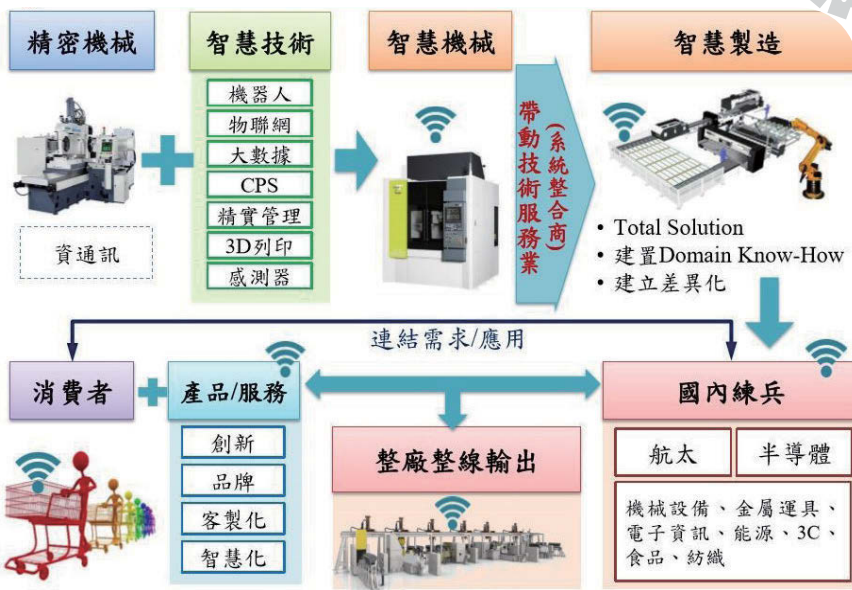 精密機械
智慧技術
智慧機械
智慧製造
資通訊
機器人
物聯網
大數據
CPS
精實管理
3D列印
感測器
帶動技術服務業
(系統整合商)
• Total Solution
• 建置Domain Know-How
• 建立差異化
連結需求/應用
消費者
產品/服務
創新
品牌
客製化
智慧化
整廠整線輸出
國內練兵
航太
半導體
機械設備、金屬運具、
電子資訊、能源、3C、
食品、紡織